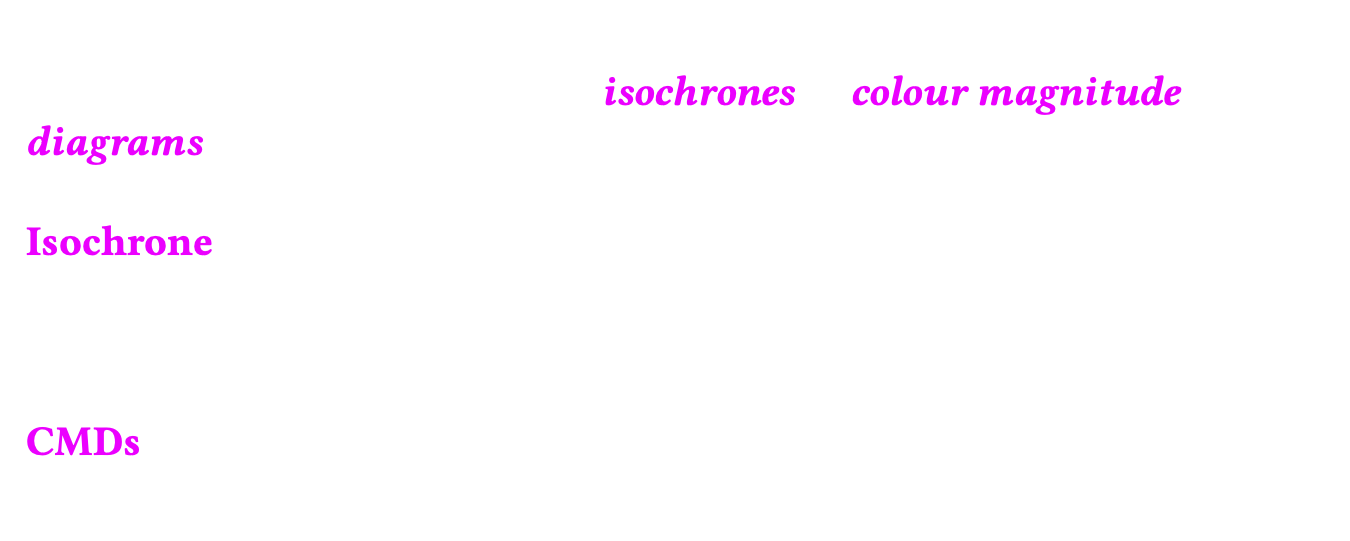 isochrones colour magnitude
diagrams
Isochrone
CMDs